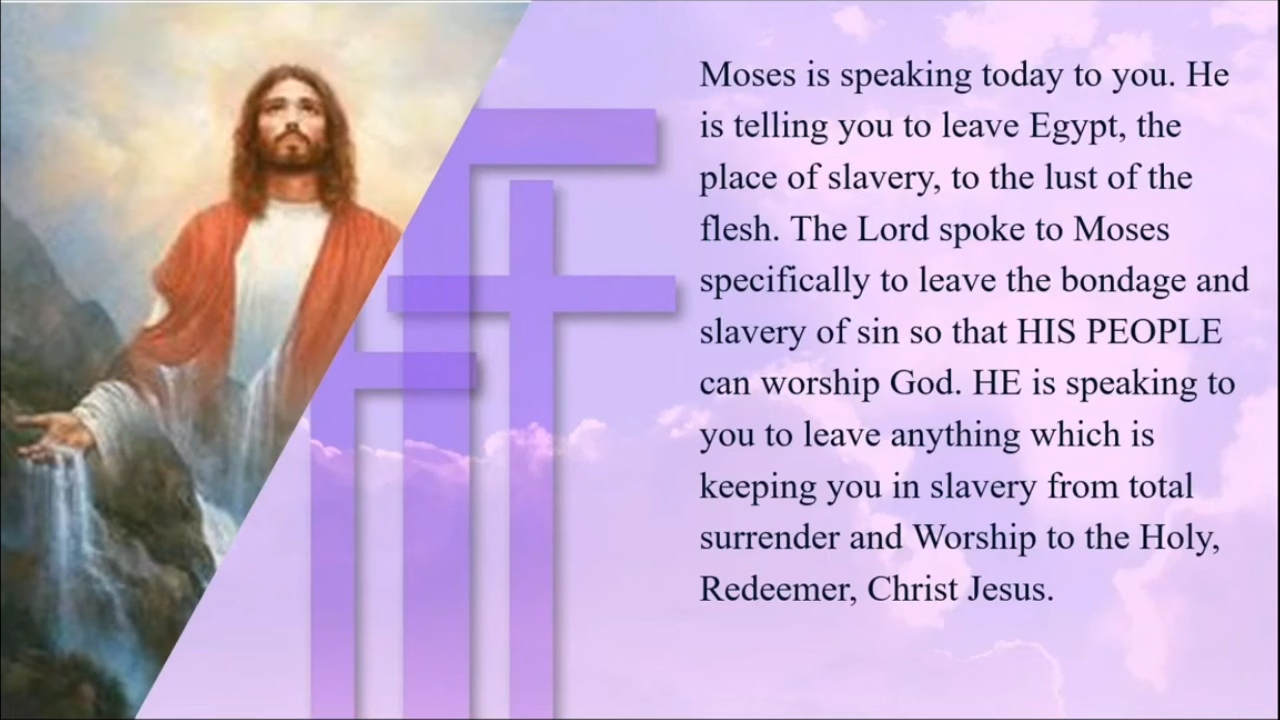 Moses is speaking today to you. He
is telling you to leave Egypt, the
place of slavery, to the lust of the
flesh. The Lord spoke to Moses
specifically to leave the bondage and
slavery of sin so that HIS PEOPLE
can worship God. HE is speaking to
you to leave anything which is
keeping you in slavery from total
surrender and Worship to the Holy,
Redeemer, Christ Jesus.